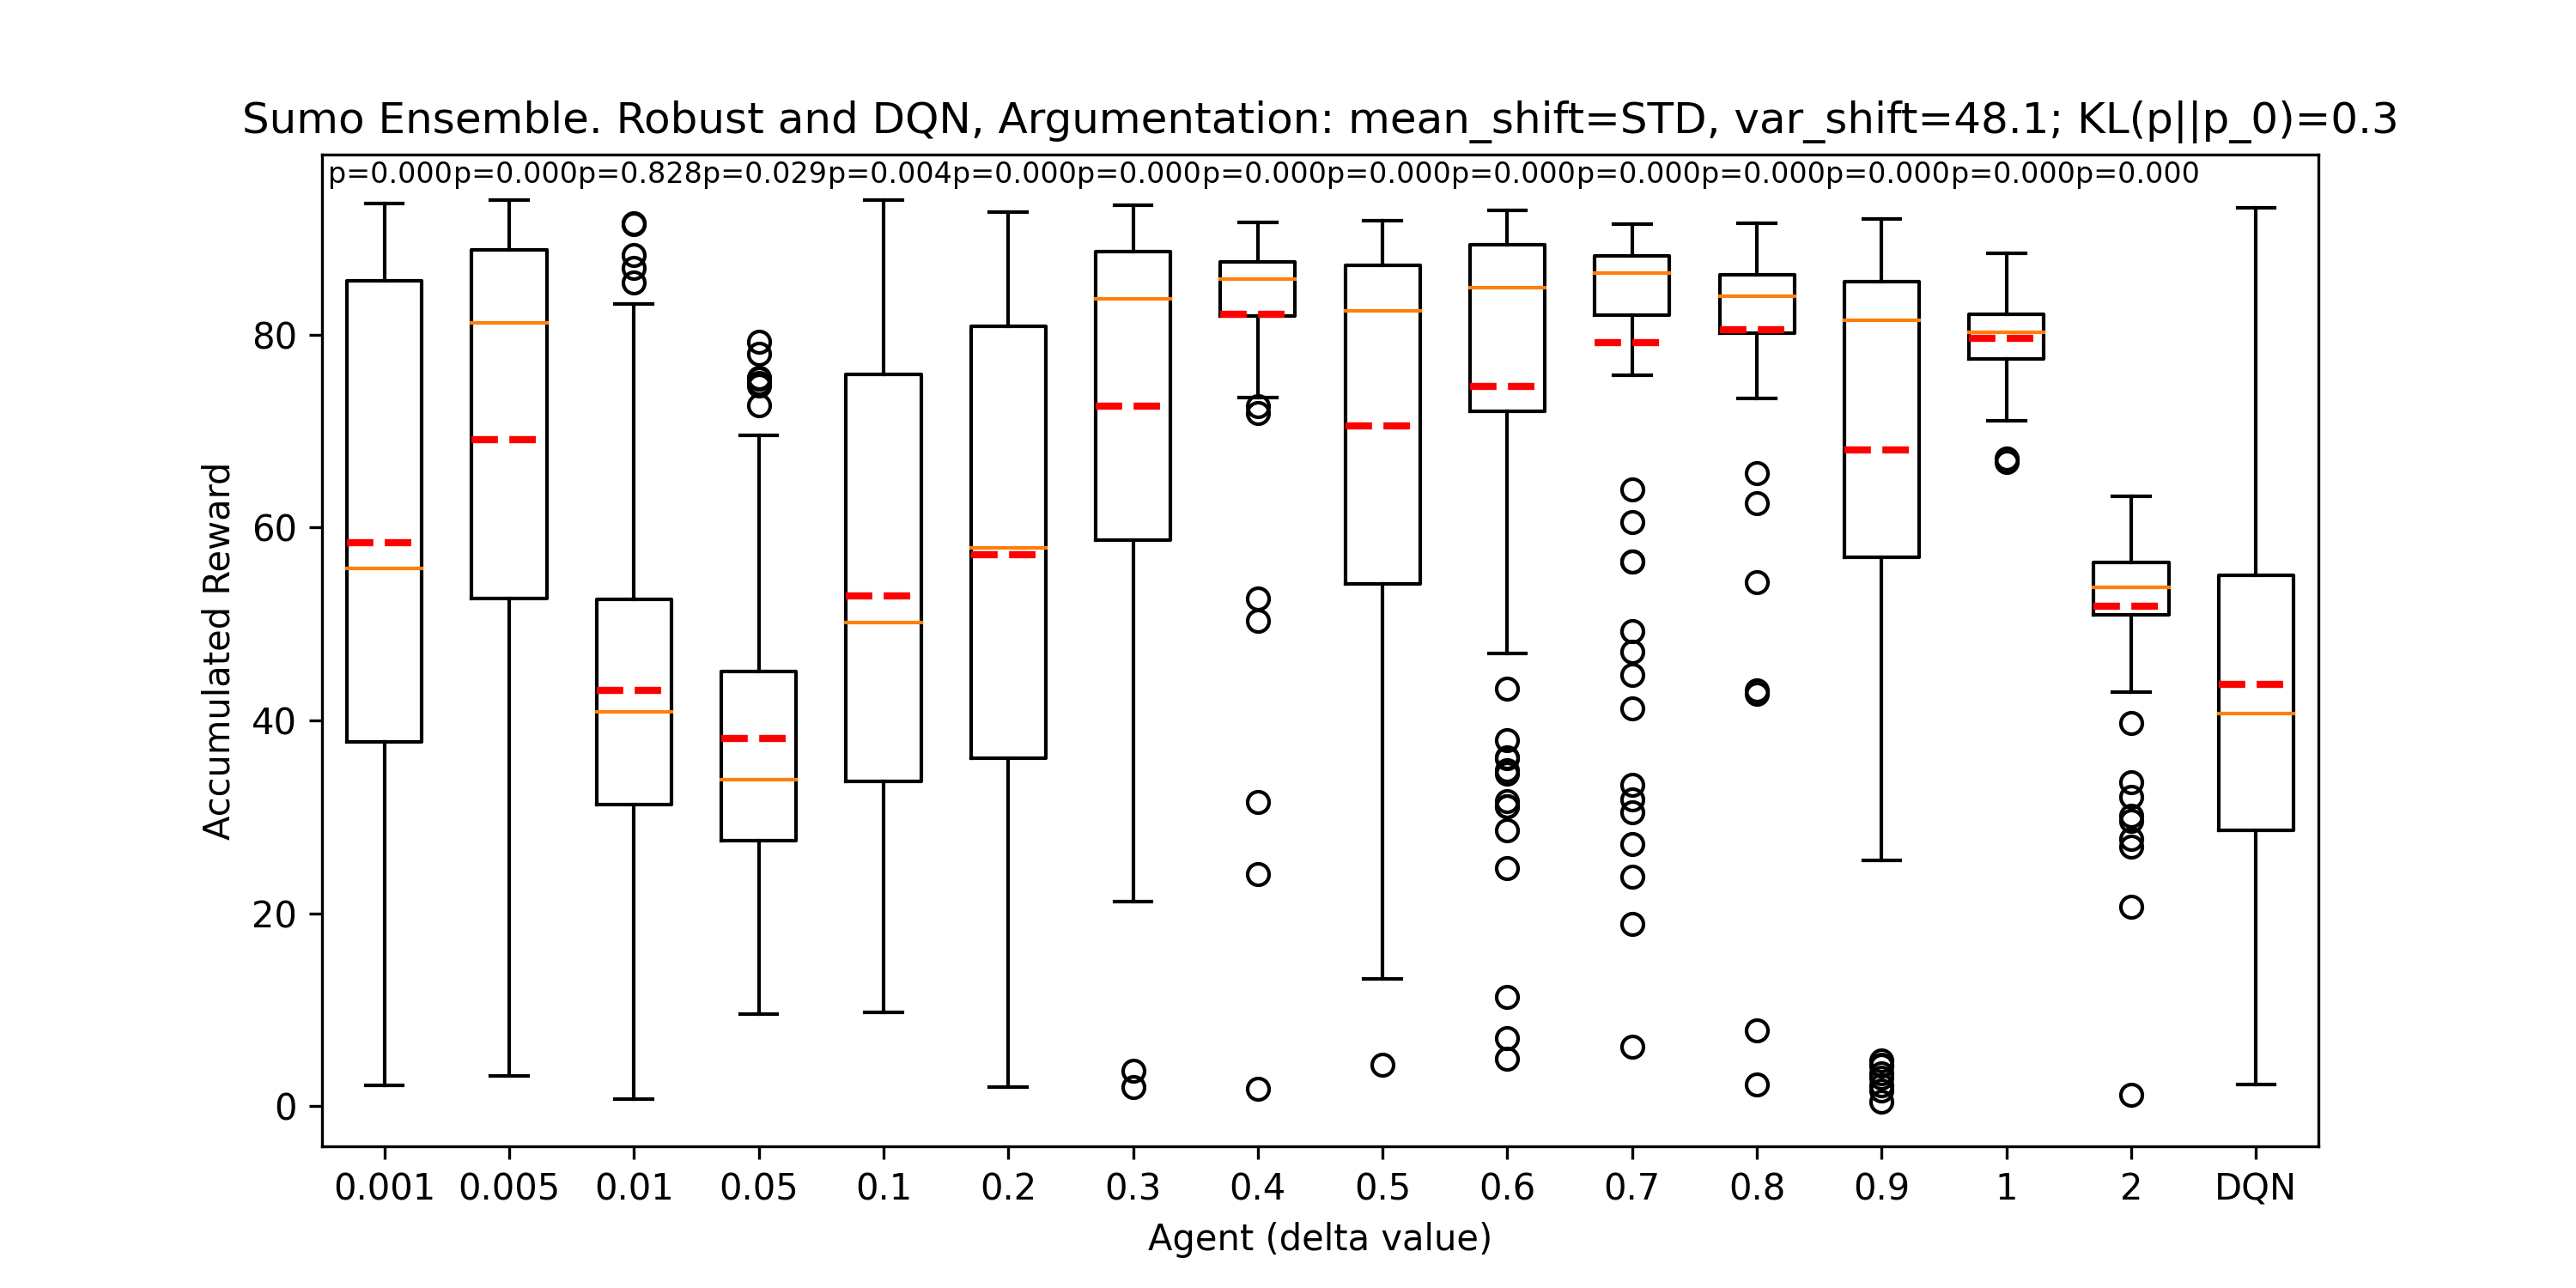 Sumo Ensemble. Robust and DQN, Argumentation: mean_shift=STD, var_shift=48.1; KL(p||p_0)=0.3
p=0.000p=0.000p=0.828p=0.029p=0.004p=0.000p=0.000p=0.000p=0.000p=0.000p=0.000p=0.000p=0.000p=0.000p=0.000
80
60
40
20
0
Accumulated Reward
0.001 0.005 0.01 0.05 0.1 0.2 0.3 0.4 0.5 0.6 0.7 0.8 0.9 1 2 DQN
Agent (delta value)